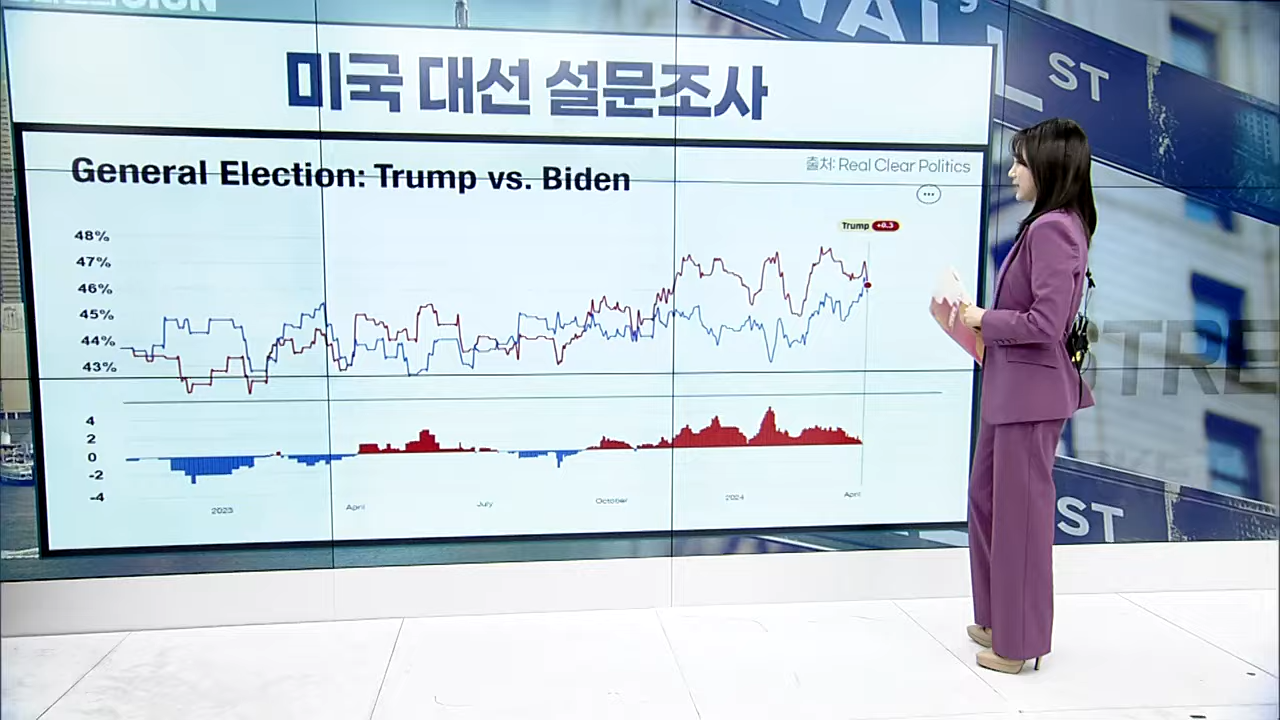 미국 대선 설문조사
General Election: Trump vs. Biden
출처: Real Clear Politics
Trump +0.3
48%
47%
46%
45%
44%
43%
4
2
0
-2
-4
2023
April
July
October
2024
April
WALL ST
STRE
ST